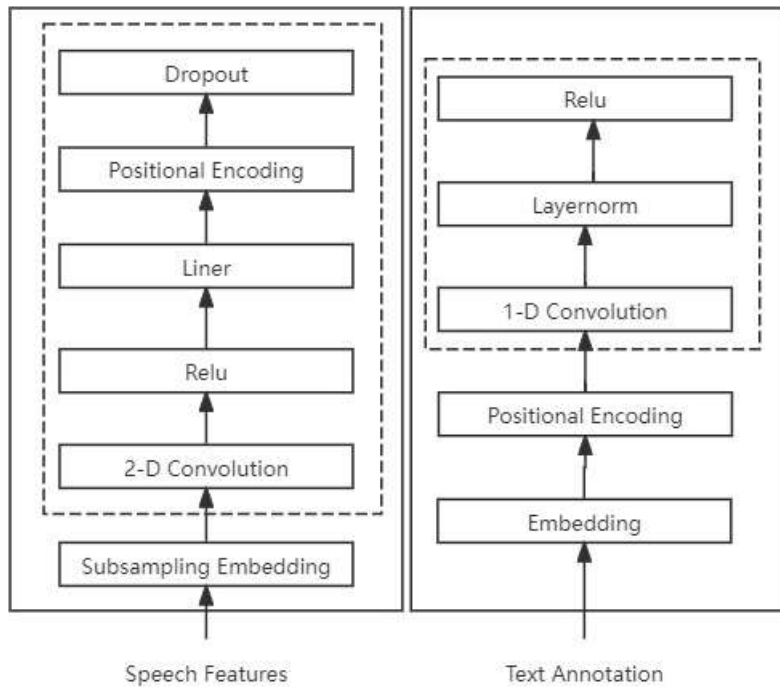 Dropout
Positional Encoding
Liner
Relu
2-D Convolution
Subsampling Embedding
Speech Features
Relu
Layernorm
1-D Convolution
Positional Encoding
Embedding
Text Annotation